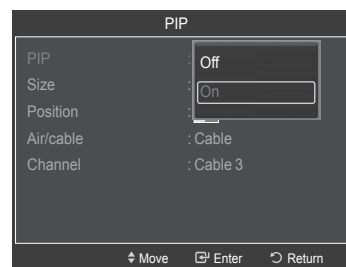 PIP
PIP : Off
Size : On
Position :
Air/cable : Cable
Channel : Cable 3
Move Enter Return